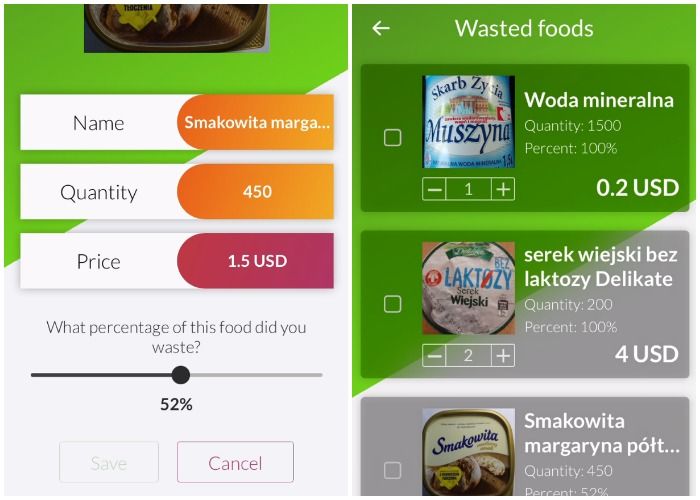 TŁOCZENIA
Name
Smakowita marga...
Quantity
450
Price
1.5 USD
What percentage of this food did you
waste?
52%
Save
Cancel
Wasted foods
Skarb Życia
Muszyna
NATURALNA WODA MINERALNA 1,5L
Woda mineralna
Quantity: 1500
Percent: 100%
1
0.2 USD
Delikate
BEZ
LAKTOZY
Serek
Wiejski
serek wiejski bez
laktozy Delikate
Quantity: 200
Percent: 100%
2
4 USD
Smakowita
Smakowita
margaryna półt...
Quantity: 450
Percent: 52%